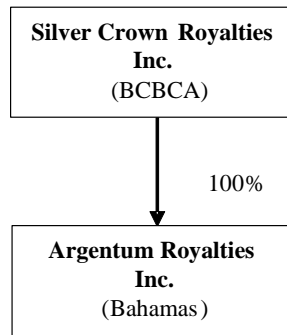 Silver Crown Royalties
Inc.
(BCBCA)
100%
Argentum Royalties
Inc.
(Bahamas)